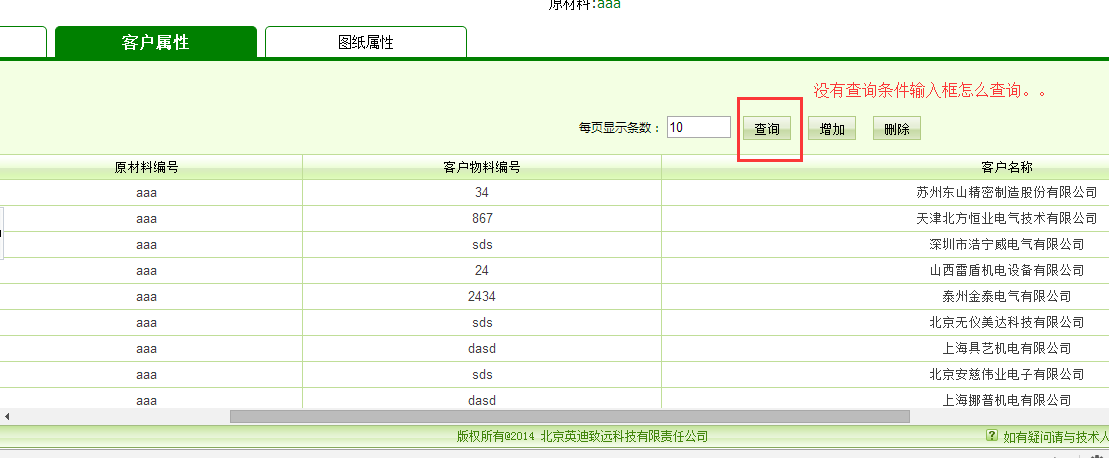 原材料:aaa
客户属性
图纸属性
没有查询条件输入框怎么查询。。
每页显示条数： 10 查询 增加 删除
原材料编号 客户物料编号 客户名称
aaa 34 苏州东山精密制造股份有限公司
aaa 867 天津北方恒业电气技术有限公司
aaa sds 深圳市浩宁威电气有限公司
aaa 24 山西雷盾机电设备有限公司
aaa 2434 泰州金泰电气有限公司
aaa sds 北京无仪美达科技有限公司
aaa dasd 上海具艺机电有限公司
aaa sds 北京安慈伟业电子有限公司
aaa dasd 上海挪普机电有限公司
版权所有@2014 北京英迪致远科技有限责任公司
? 如有疑问请与技术人